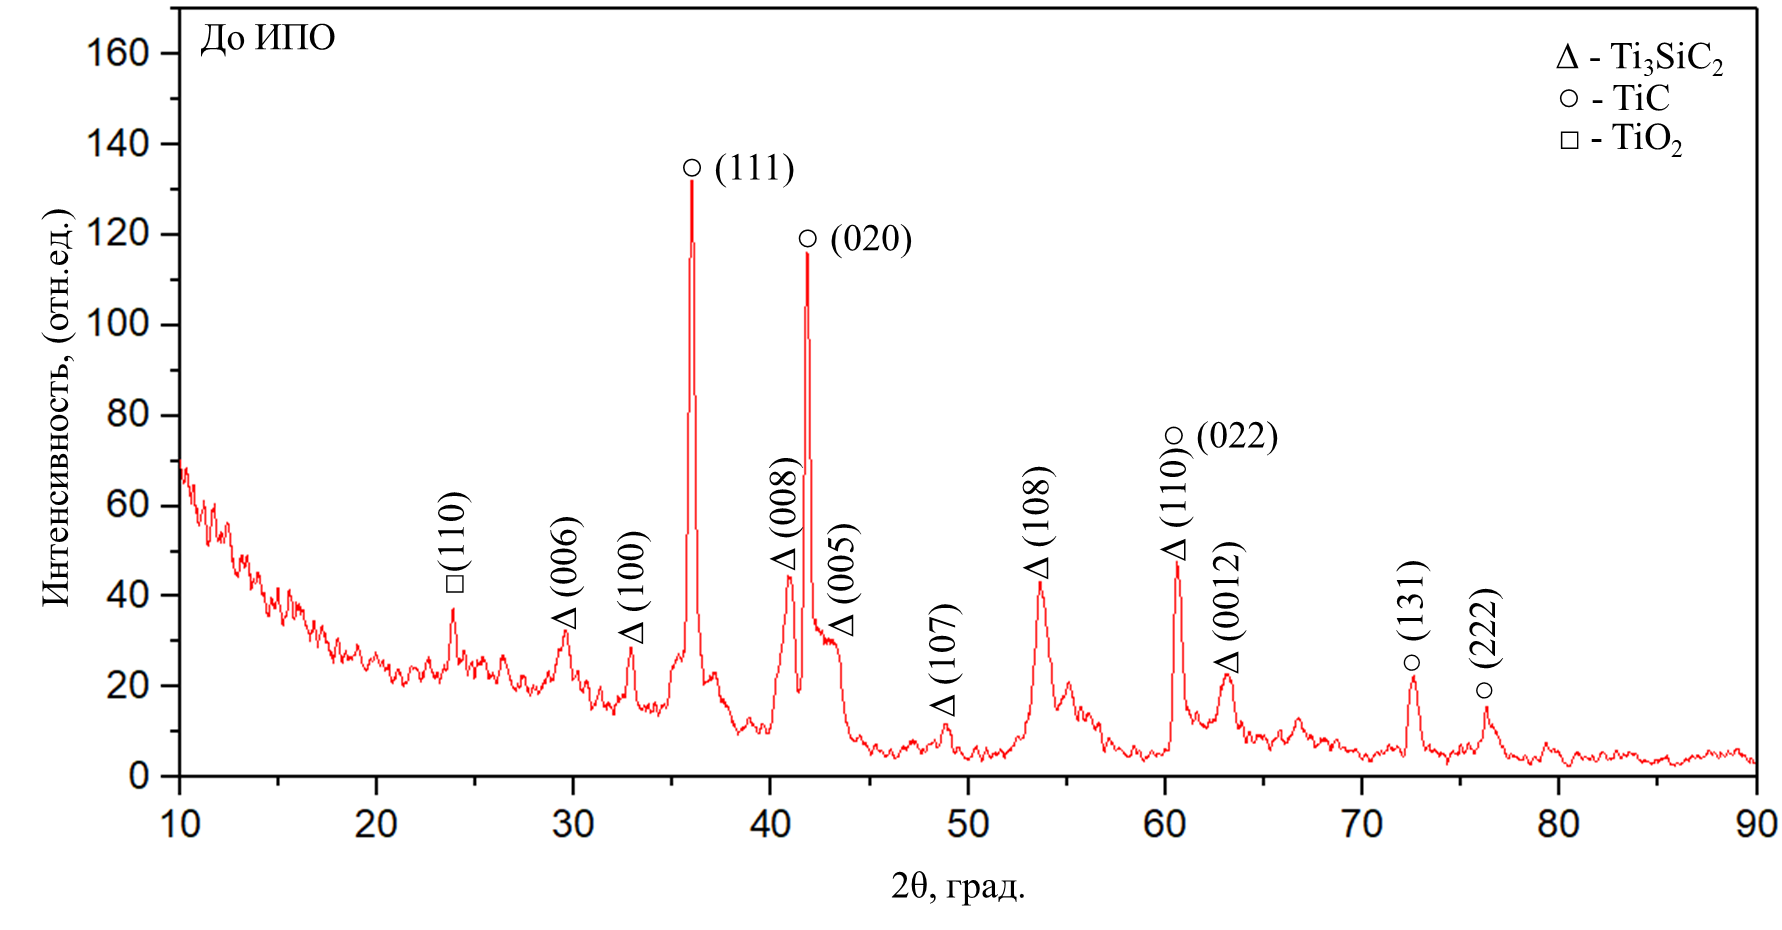 До ИПО
Δ - Ti₃SiC₂
○ - TiC
□ - TiO₂
Интенсивность, (отн.ед.)
160
140
120
100
80
60
40
20
0
□ (110)
Δ (006)
Δ (100)
○ (111)
Δ (008)
○ (020)
Δ (005)
Δ (107)
Δ (108)
○ (022)
Δ (110)
Δ (0012)
○ (131)
○ (222)
10 20 30 40 50 60 70 80 90
2θ, град.